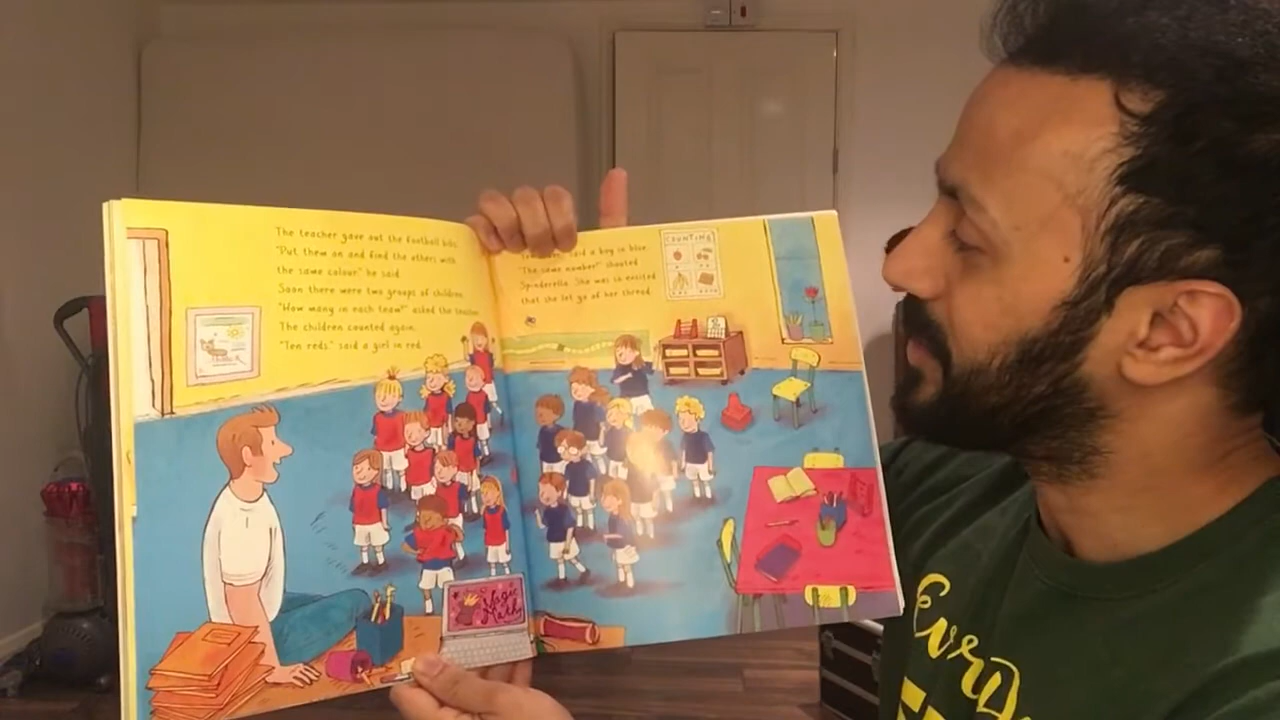 The teacher gave out the football bibs.
"Put them on and find the others with
the same colour" he said.
Soon there were two groups of children.
"How many in each team?" asked the teacher.
The children counted again.
"Ten reds" said a girl in red.
said a boy in blue.
"The same number!" shouted
Spinderella. She was so excited
that she let go of her thread.
COUNTING
Magic
Maths